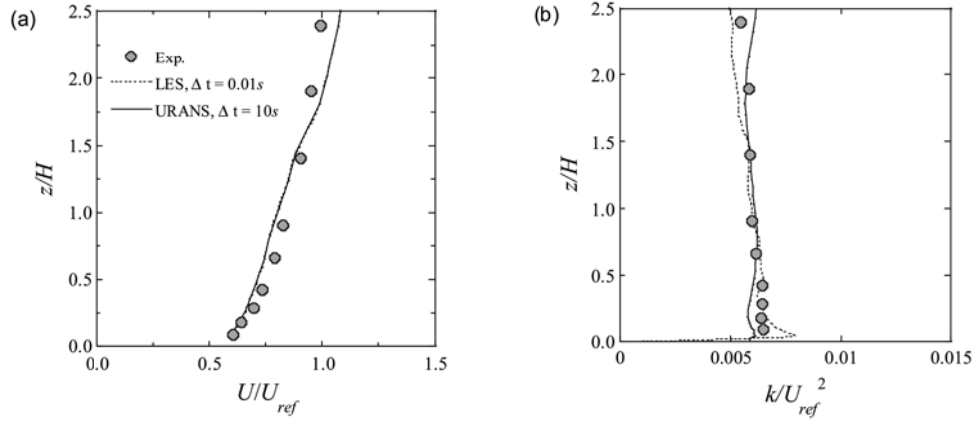 (a)
2.5
2.0
1.5
1.0
0.5
0.0
z/H
Exp.
LES, Δ t = 0.01s
URANS, Δ t = 10s
0.0 0.5 1.0 1.5
U/U_ref
(b)
2.5
2.0
1.5
1.0
0.5
0.0
z/H
0 0.005 0.01 0.015
k/U_ref^2